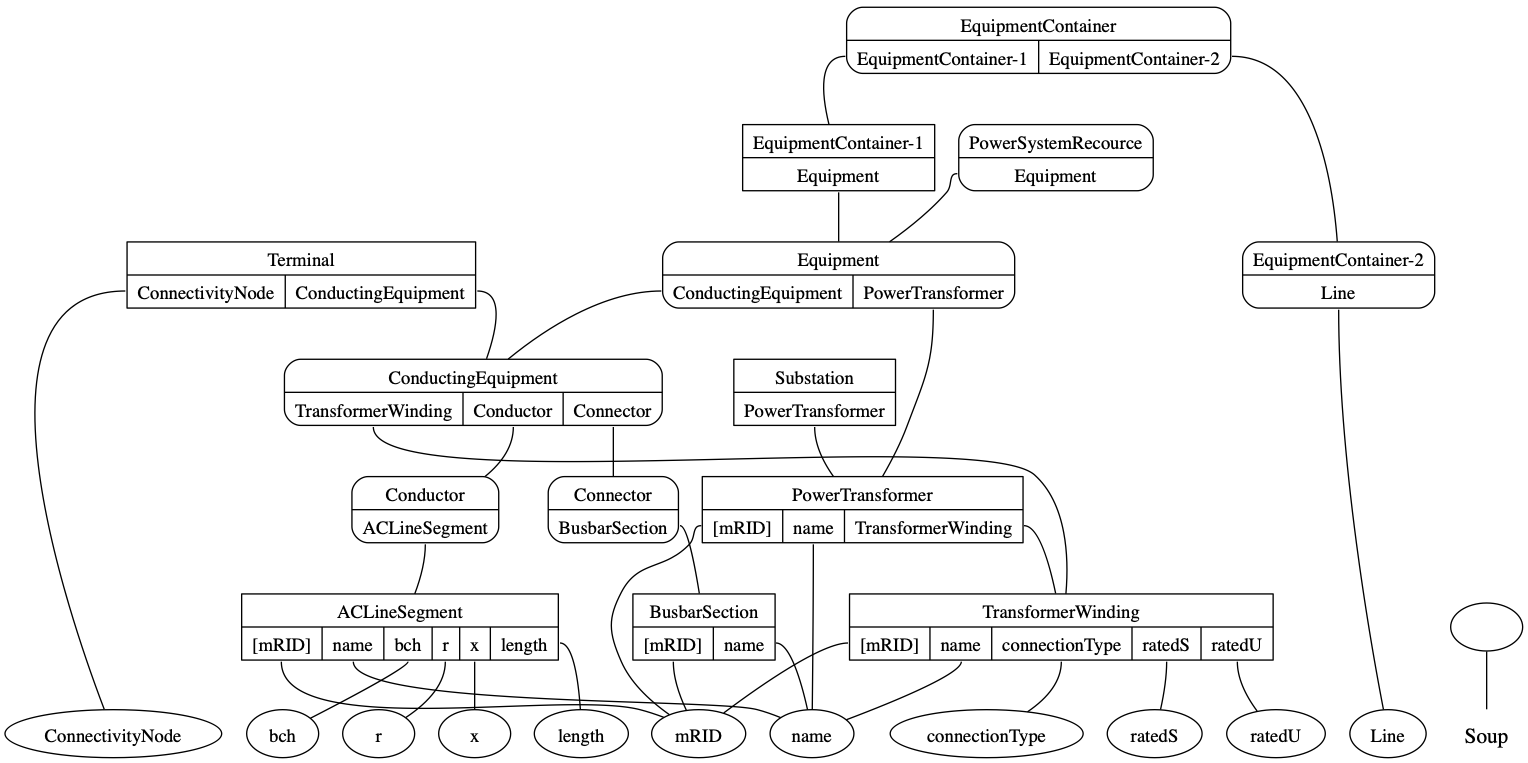 EquipmentContainer
EquipmentContainer-1 EquipmentContainer-2
EquipmentContainer-1 PowerSystemRecource
Equipment Equipment
Terminal Equipment EquipmentContainer-2
ConnectivityNode ConductingEquipment ConductingEquipment PowerTransformer Line
ConductingEquipment Substation
TransformerWinding Conductor Connector PowerTransformer
Conductor Connector PowerTransformer
ACLineSegment BusbarSection [mRID] name TransformerWinding
ACLineSegment BusbarSection TransformerWinding
[mRID] name bch r x length [mRID] name [mRID] name connectionType ratedS ratedU
ConnectivityNode bch r x length mRID name connectionType ratedS ratedU Line Soup